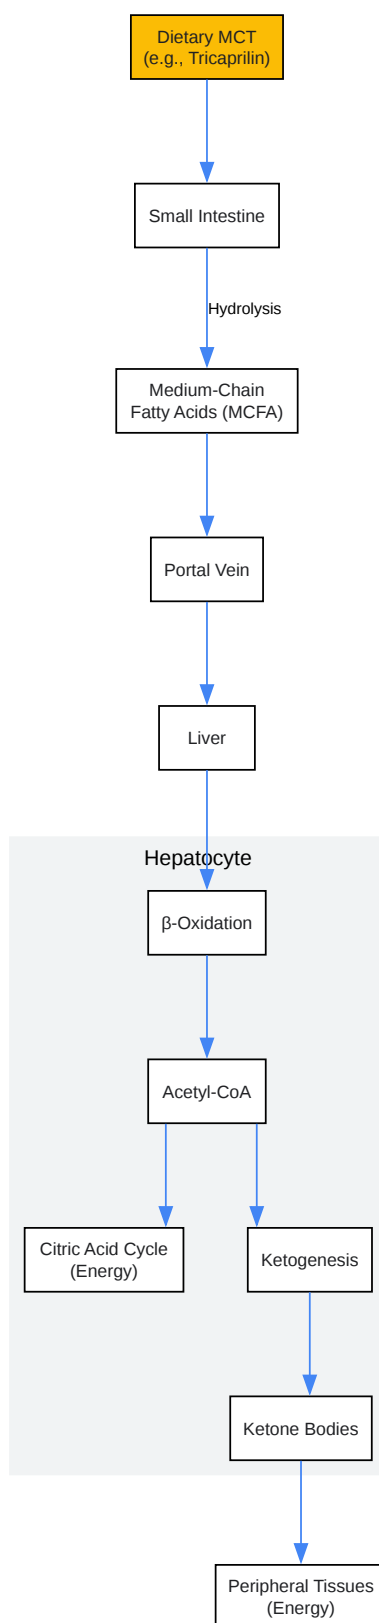 Dietary MCT
(e.g., Tricaprilin)
Small Intestine
Hydrolysis
Medium-Chain
Fatty Acids (MCFA)
Portal Vein
Liver
Hepatocyte
β-Oxidation
Acetyl-CoA
Citric Acid Cycle
(Energy)
Ketogenesis
Ketone Bodies
Peripheral Tissues
(Energy)